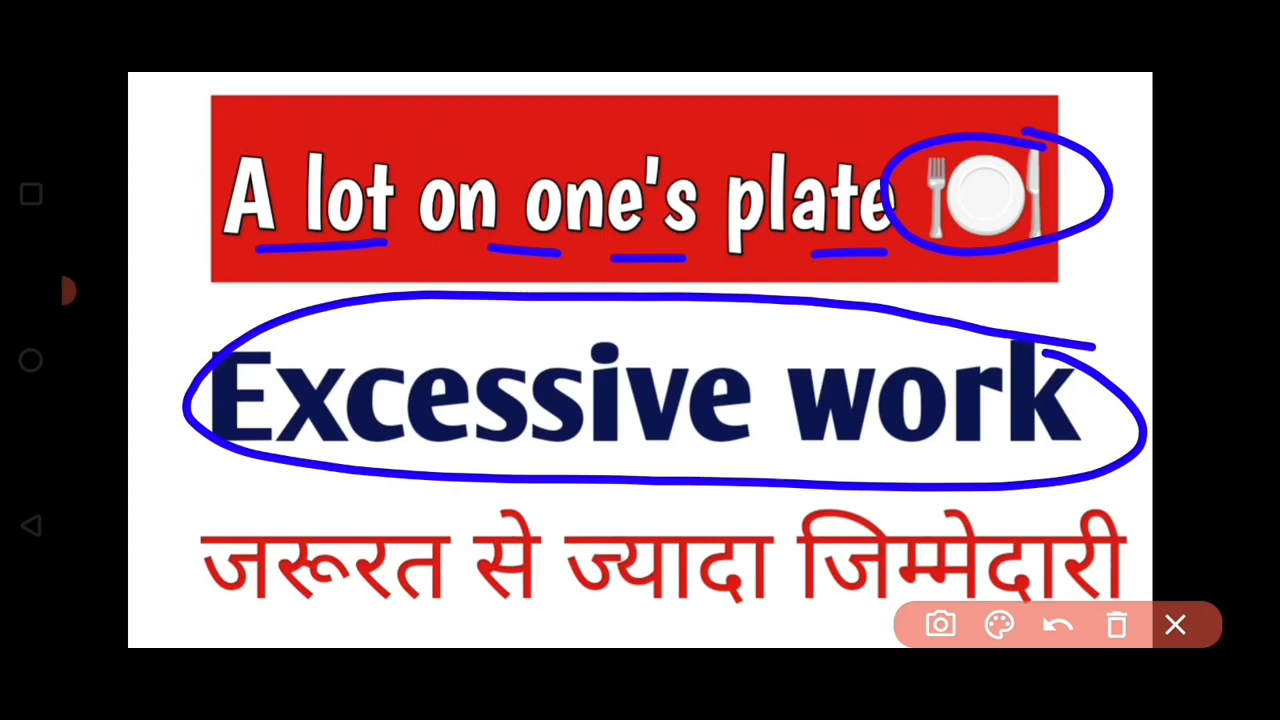 A lot on one's plate
Excessive work
जरूरत से ज्यादा जिम्मेदारी